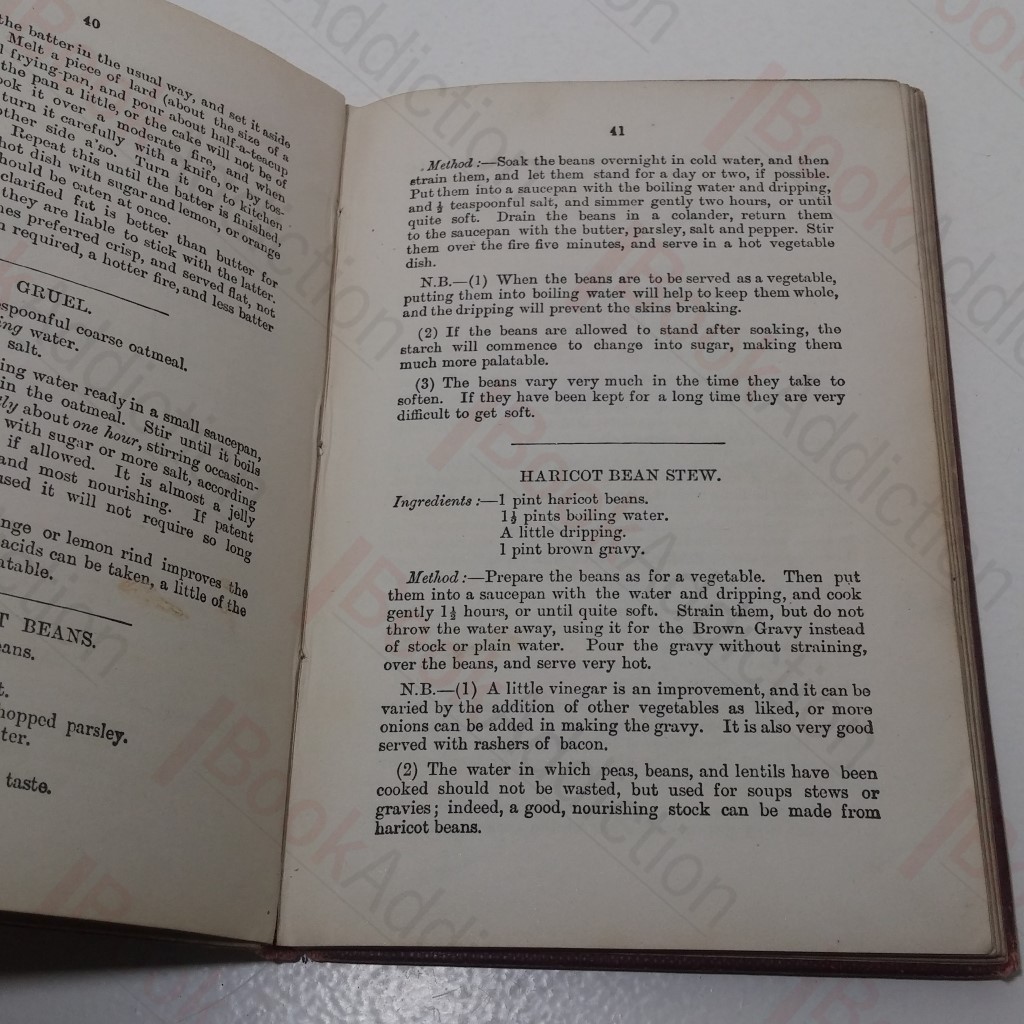 40
the batter in the usual way, and set it aside
Melt a piece of lard (about the size of a
frying-pan, and pour about half-a-teacup
the pan a little, or the cake will not be of
ok it over a moderate fire, and when
turn it carefully with a knife, or by tos-
other side a'so. Turn it on to kitchen
Repeat this until the batter is finished,
hot dish with sugar and lemon, or orange
hould be eaten at once.
clarified fat is better than butter for
they are liable to stick with the latter.
nes preferred crisp, and served flat, not
n required, a hotter fire, and less batter
GRUEL.
spoonful coarse oatmeal.
ing water.
salt.
ing water ready in a small saucepan,
in the oatmeal. Stir until it boils
ly about one hour, stirring occasion-
with sugar or more salt, according
if allowed. It is almost a jelly
and most nourishing. If patent
used it will not require so long
nge or lemon rind improves the
acids can be taken, a little of the
atable.
T BEANS.
eans.
t.
hopped parsley.
ter.
taste.
41
Method :—Soak the beans overnight in cold water, and then
strain them, and let them stand for a day or two, if possible.
Put them into a saucepan with the boiling water and dripping,
and ½ teaspoonful salt, and simmer gently two hours, or until
quite soft. Drain the beans in a colander, return them
to the saucepan with the butter, parsley, salt and pepper. Stir
them over the fire five minutes, and serve in a hot vegetable
dish.
N.B.—(1) When the beans are to be served as a vegetable,
putting them into boiling water will help to keep them whole,
and the dripping will prevent the skins breaking.
(2) If the beans are allowed to stand after soaking, the
starch will commence to change into sugar, making them
much more palatable.
(3) The beans vary very much in the time they take to
soften. If they have been kept for a long time they are very
difficult to get soft.
HARICOT BEAN STEW.
Ingredients :—1 pint haricot beans.
1½ pints boiling water.
A little dripping.
1 pint brown gravy.
Method :—Prepare the beans as for a vegetable. Then put
them into a saucepan with the water and dripping, and cook
gently 1½ hours, or until quite soft. Strain them, but do not
throw the water away, using it for the Brown Gravy instead
of stock or plain water. Pour the gravy without straining,
over the beans, and serve very hot.
N.B.—(1) A little vinegar is an improvement, and it can be
varied by the addition of other vegetables as liked, or more
onions can be added in making the gravy. It is also very good
served with rashers of bacon.
(2) The water in which peas, beans, and lentils have been
cooked should not be wasted, but used for soups stews or
gravies; indeed, a good, nourishing stock can be made from
haricot beans.
BookAddiction